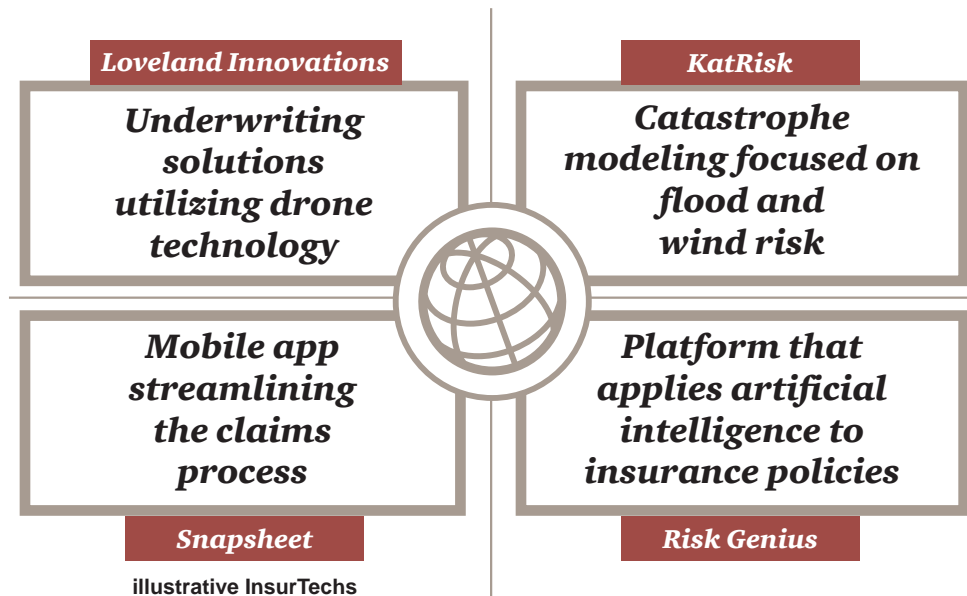 Loveland Innovations
Underwriting
solutions
utilizing drone
technology
KatRisk
Catastrophe
modeling focused on
flood and
wind risk
Mobile app
streamlining
the claims
process
Snapsheet
Platform that
applies artificial
intelligence to
insurance policies
Risk Genius
illustrative InsurTechs